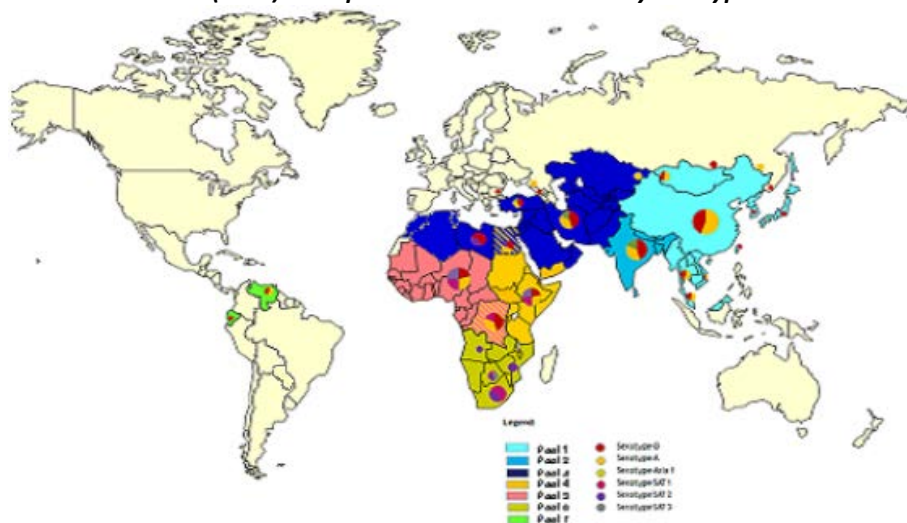 Legend
Pool 1
Pool 2
Pool 3
Pool 4
Pool 5
Pool 6
Pool 7
Serotype O
Serotype A
Serotype Asia 1
Serotype SAT 1
Serotype SAT 2
Serotype SAT 3